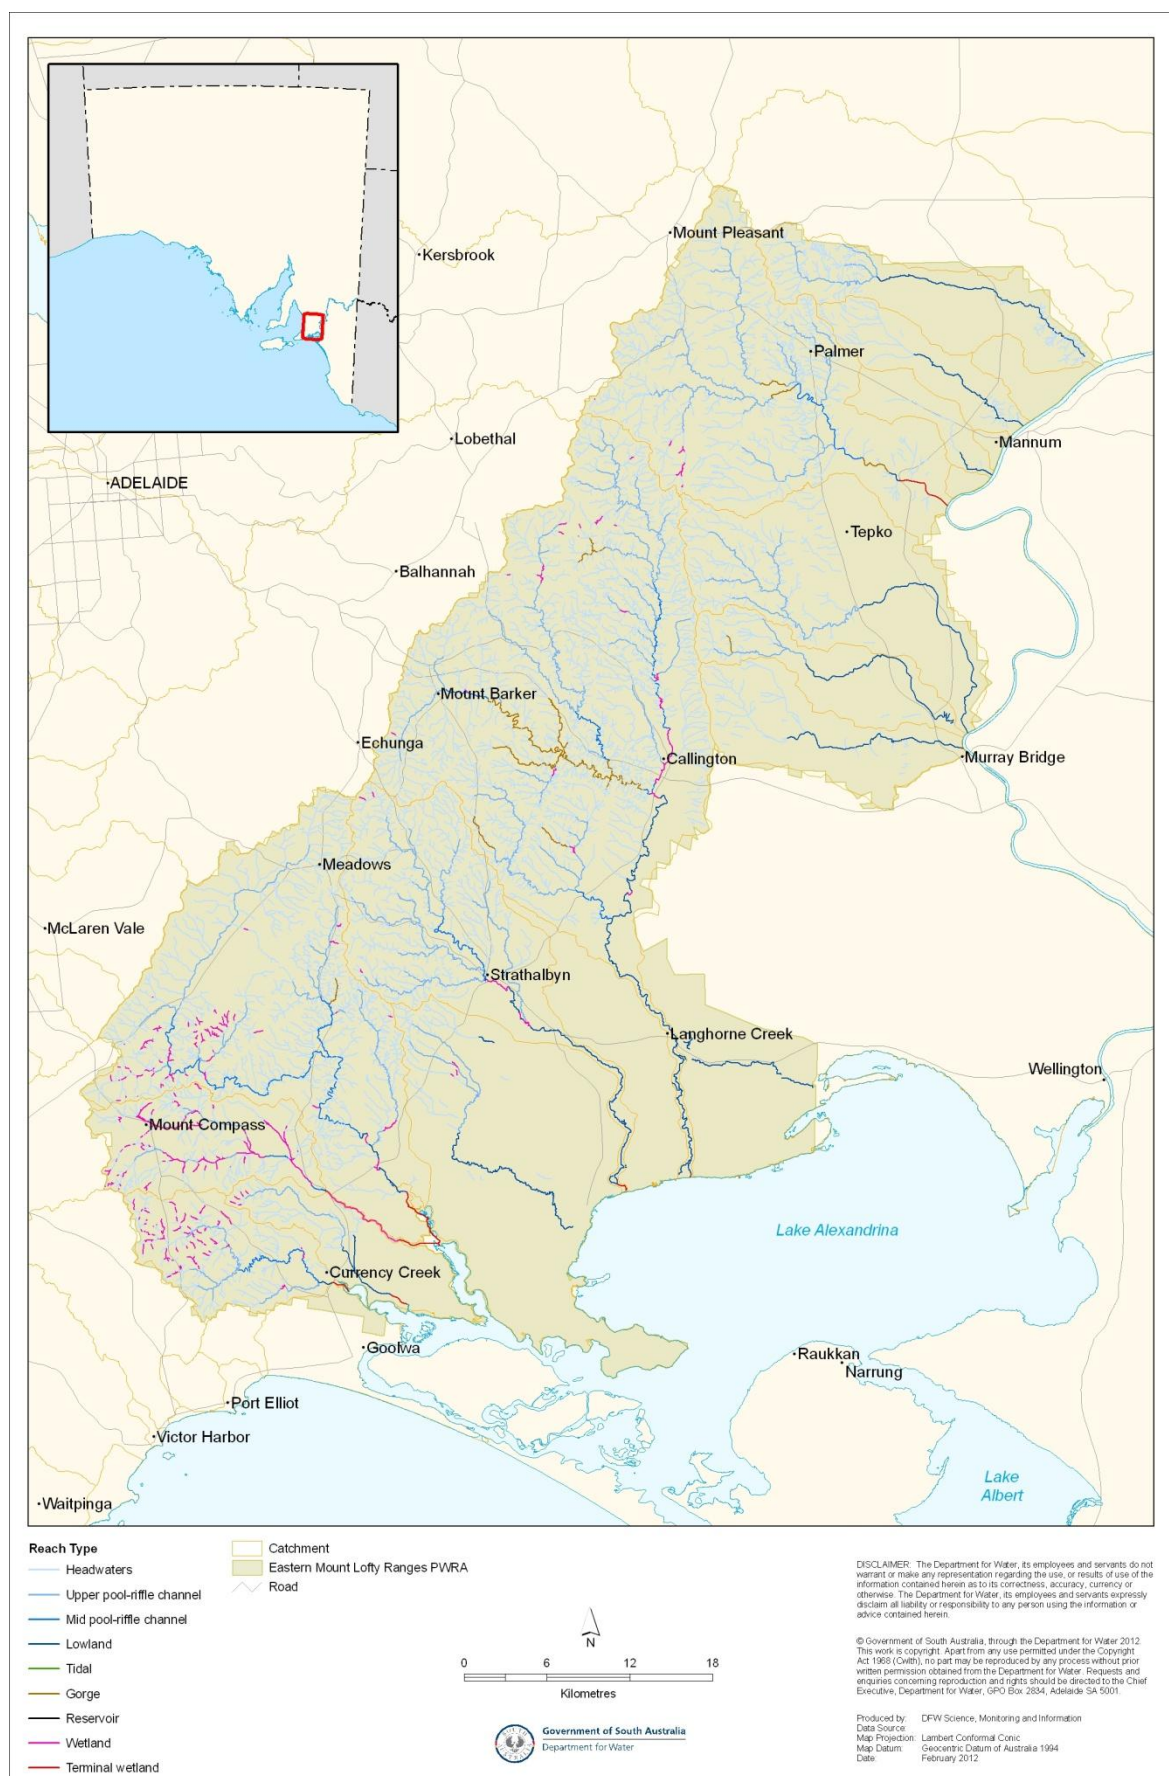 Kersbrook
Mount Pleasant
Palmer
Lobethal
Mannum
ADELAIDE
Tepko
Balhannah
Mount Barker
Echunga
Callington
Murray Bridge
Meadows
McLaren Vale
Strathalbyn
Langhorne Creek
Wellington
Mount Compass
Lake Alexandrina
Currency Creek
Goolwa
Raukkan
Narrung
Port Elliot
Victor Harbor
Lake
Albert
Waitpinga
Reach Type
Headwaters
Upper pool-riffle channel
Mid pool-riffle channel
Lowland
Tidal
Gorge
Reservoir
Wetland
Terminal wetland
Catchment
Eastern Mount Lofty Ranges PWRA
Road
N
0 6 12 18
Kilometres
Government of South Australia
Department for Water
DISCLAIMER: The Department for Water, its employees and servants do not
warrant or make any representation regarding the use, or results of use of the
information contained herein as to its correctness, accuracy, currency or
otherwise. The Department for Water, its employees and servants expressly
disclaim all liability or responsibility to any person using the information or
advice contained herein.
© Government of South Australia, through the Department for Water 2012.
This work is copyright. Apart from any use permitted under the Copyright
Act 1968 (Cwlth), no part may be reproduced by any process without prior
written permission obtained from the Department for Water. Requests and
enquiries concerning reproduction and rights should be directed to the Chief
Executive, Department for Water, GPO Box 2834, Adelaide SA 5001.
Produced by: DFW Science, Monitoring and Information
Data Source:
Map Projection: Lambert Conformal Conic
Map Datum: Geocentric Datum of Australia 1994
Date: February 2012